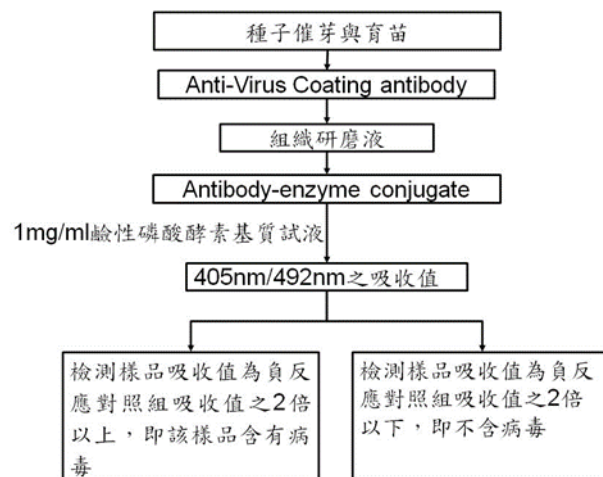 種子催芽與育苗
Anti-Virus Coating antibody
組織研磨液
Antibody-enzyme conjugate
1mg/ml鹼性磷酸酵素基質試液
405nm/492nm之吸收值
檢測樣品吸收值為負反
應對照組吸收值之2倍
以上，即該樣品含有病
毒
檢測樣品吸收值為負反
應對照組吸收值之2倍
以下，即不含病毒